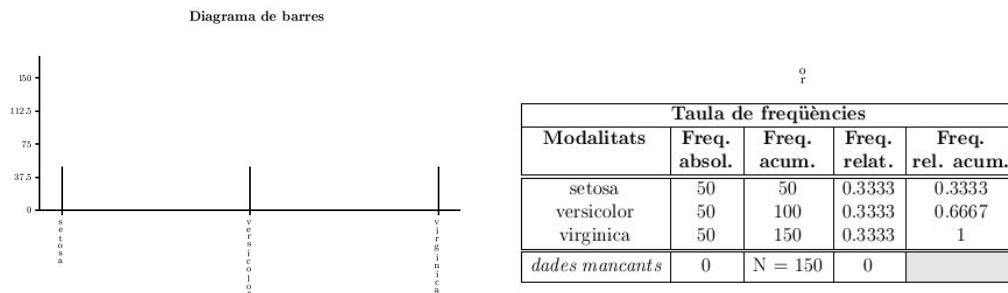 Diagrama de barres
150
112.5
75
37.5
0
setosa
versicolor
virginica
o
r
Taula de freqüències
Modalitats Freq. Freq. Freq. Freq.
absol. acum. relat. rel. acum.
setosa 50 50 0.3333 0.3333
versicolor 50 100 0.3333 0.6667
virginica 50 150 0.3333 1
dades mancants 0 N = 150 0